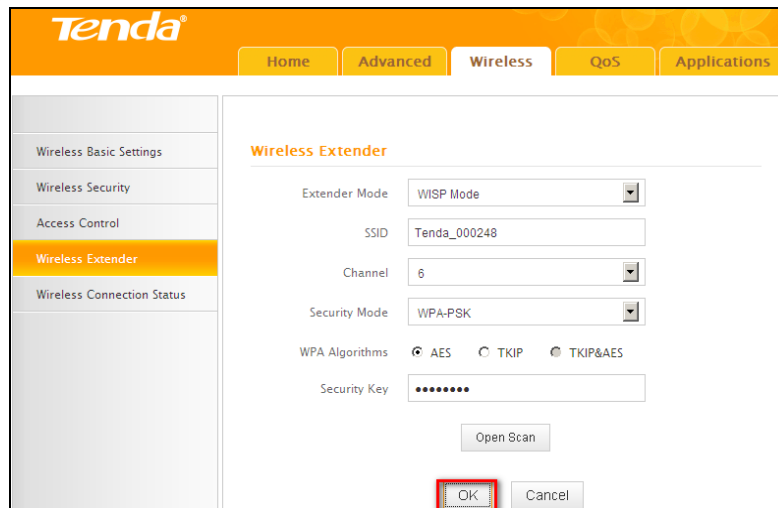 Tenda®
Home Advanced Wireless QoS Applications
Wireless Basic Settings
Wireless Security
Access Control
Wireless Extender
Wireless Connection Status
Wireless Extender
Extender Mode WISP Mode
SSID Tenda_000248
Channel 6
Security Mode WPA-PSK
WPA Algorithms AES TKIP TKIP&AES
Security Key ••••••••
Open Scan
OK Cancel